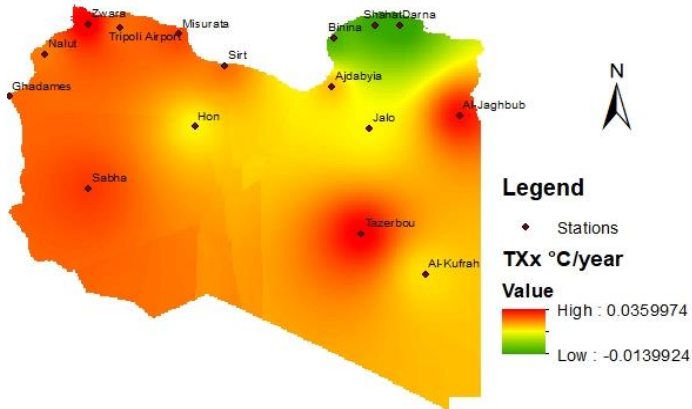 Zwara
Shahat Darna
Misurata
Binina
Tripoli Airport
Nalut
Sirt
Ghadames
Ajdabyia
Al-Jaghbub
Hon
Jalo
Sabha
Tazerbou
Al-Kufrah
N
Legend
Stations
TXx °C/year
Value
High : 0.0359974
Low : -0.0139924